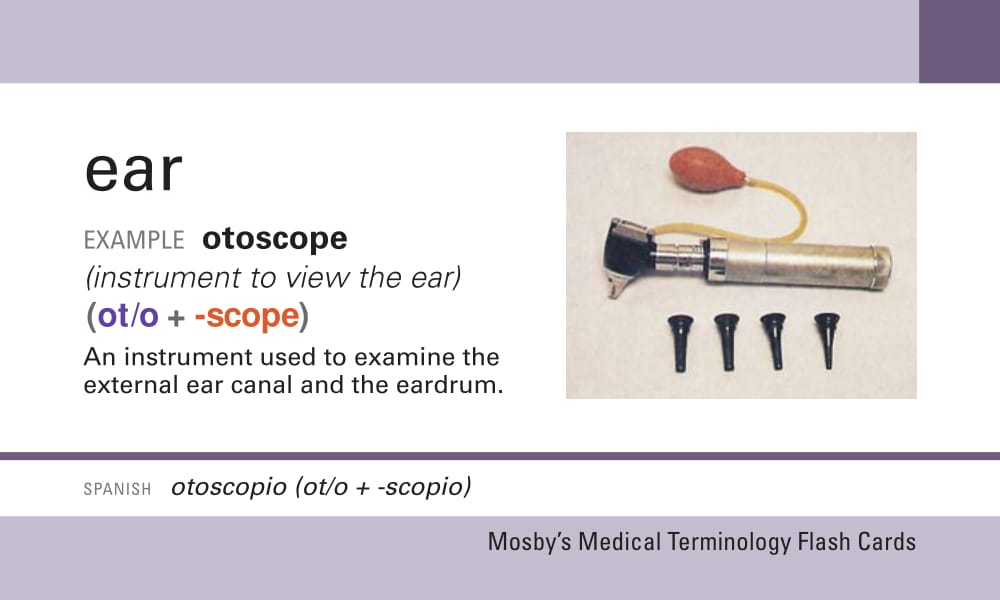 ear
EXAMPLE otoscope
(instrument to view the ear)
(ot/o + -scope)
An instrument used to examine the
external ear canal and the eardrum.
SPANISH otoscopio (ot/o + -scopio)
Mosby's Medical Terminology Flash Cards